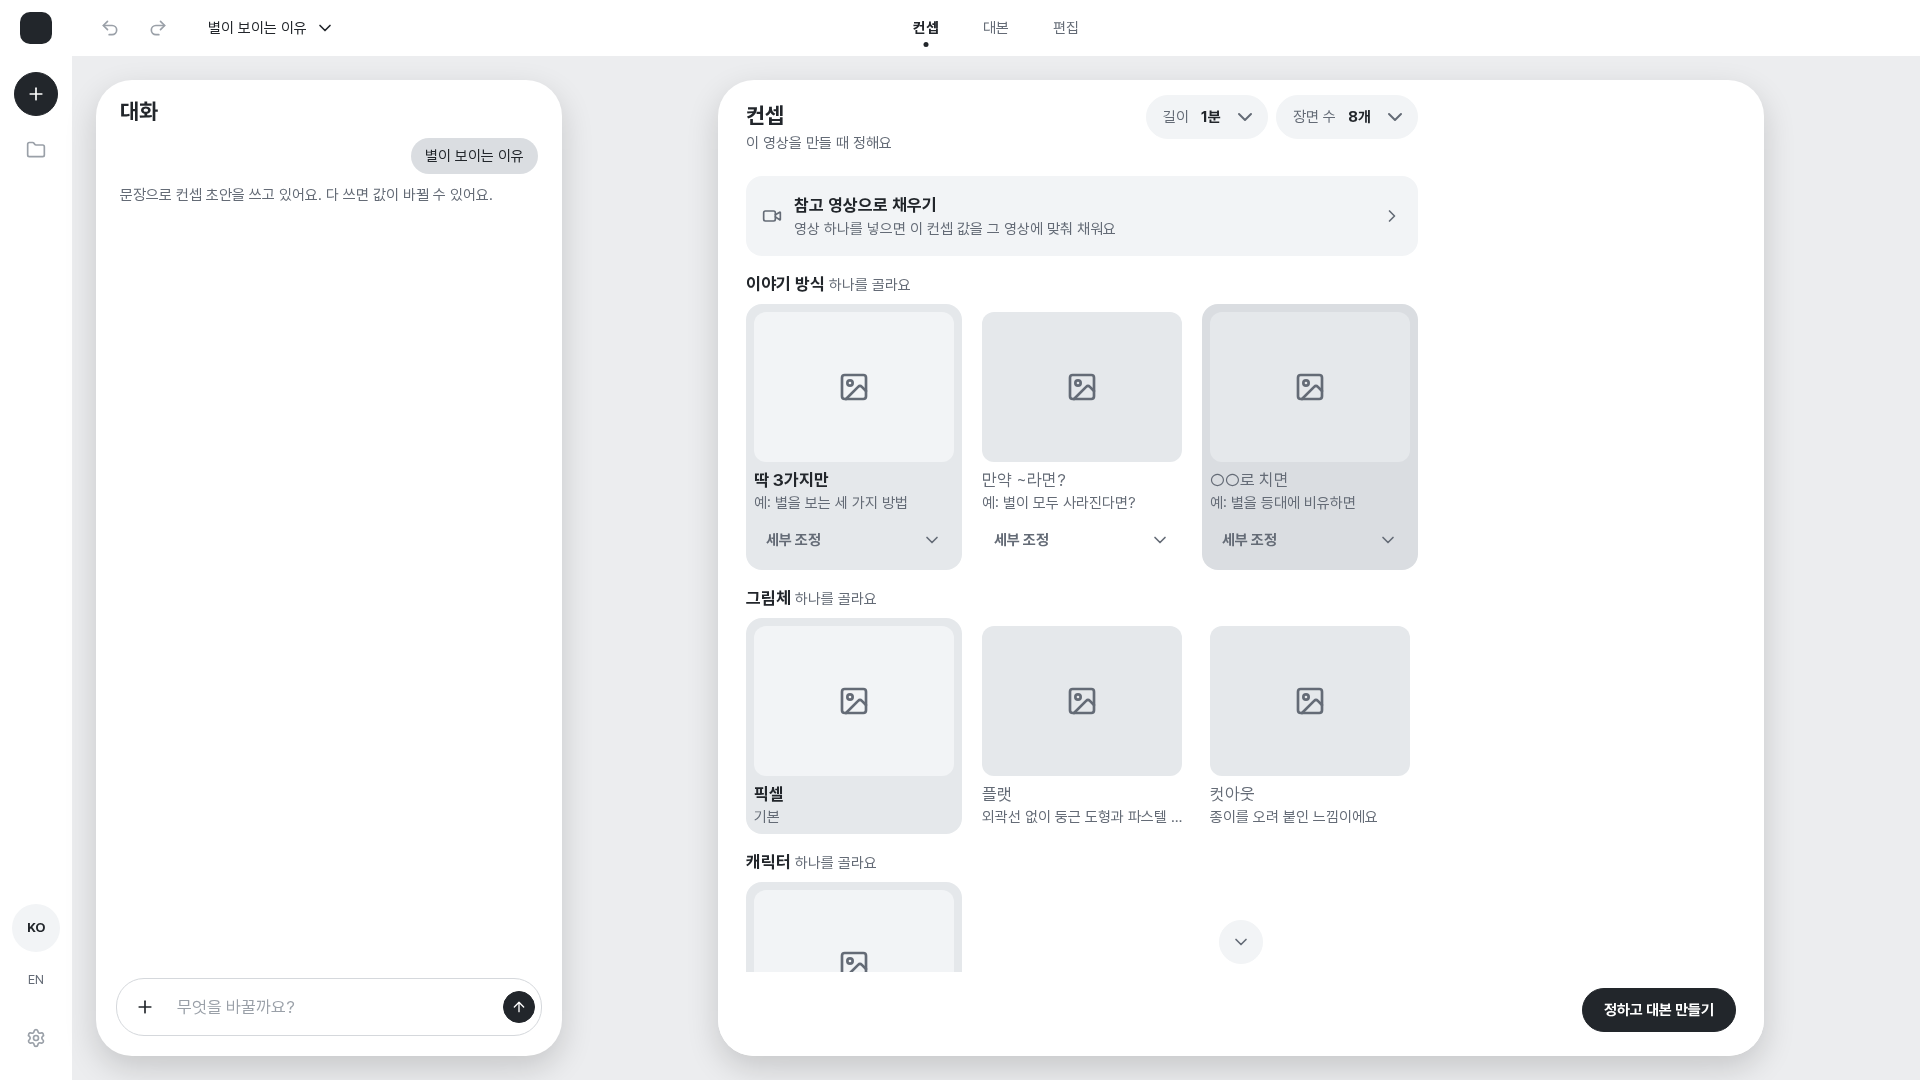 별이 보이는 이유
컨셉
대본
편집
대화
별이 보이는 이유
문장으로 컨셉 초안을 쓰고 있어요. 다 쓰면 값이 바뀔 수 있어요.
무엇을 바꿀까요?
KO
EN
컨셉
이 영상을 만들 때 정해요
길이 1분
장면 수 8개
참고 영상으로 채우기
영상 하나를 넣으면 이 컨셉 값을 그 영상에 맞춰 채워요
이야기 방식 하나를 골라요
딱 3가지만
예: 별을 보는 세 가지 방법
세부 조정
만약 ~라면?
예: 별이 모두 사라진다면?
세부 조정
○○로 치면
예: 별을 등대에 비유하면
세부 조정
그림체 하나를 골라요
픽셀
기본
플랫
외곽선 없이 둥근 도형과 파스텔 ...
컷아웃
종이를 오려 붙인 느낌이에요
캐릭터 하나를 골라요
정하고 대본 만들기